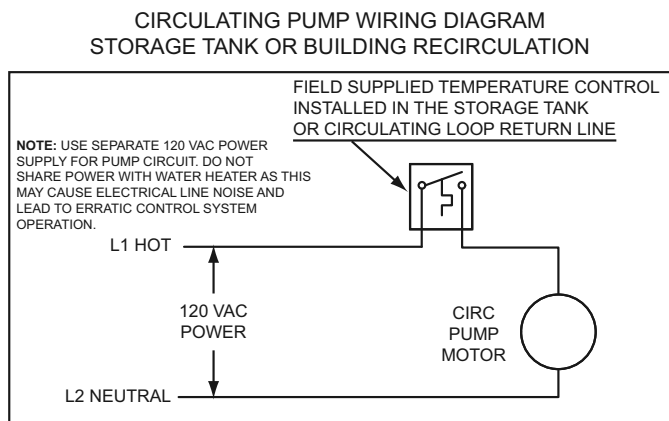 CIRCULATING PUMP WIRING DIAGRAM
STORAGE TANK OR BUILDING RECIRCULATION
FIELD SUPPLIED TEMPERATURE CONTROL
INSTALLED IN THE STORAGE TANK
OR CIRCULATING LOOP RETURN LINE
NOTE: USE SEPARATE 120 VAC POWER
SUPPLY FOR PUMP CIRCUIT. DO NOT
SHARE POWER WITH WATER HEATER AS THIS
MAY CAUSE ELECTRICAL LINE NOISE AND
LEAD TO ERRATIC CONTROL SYSTEM
OPERATION.
L1 HOT
120 VAC
POWER
CIRC
PUMP
MOTOR
L2 NEUTRAL